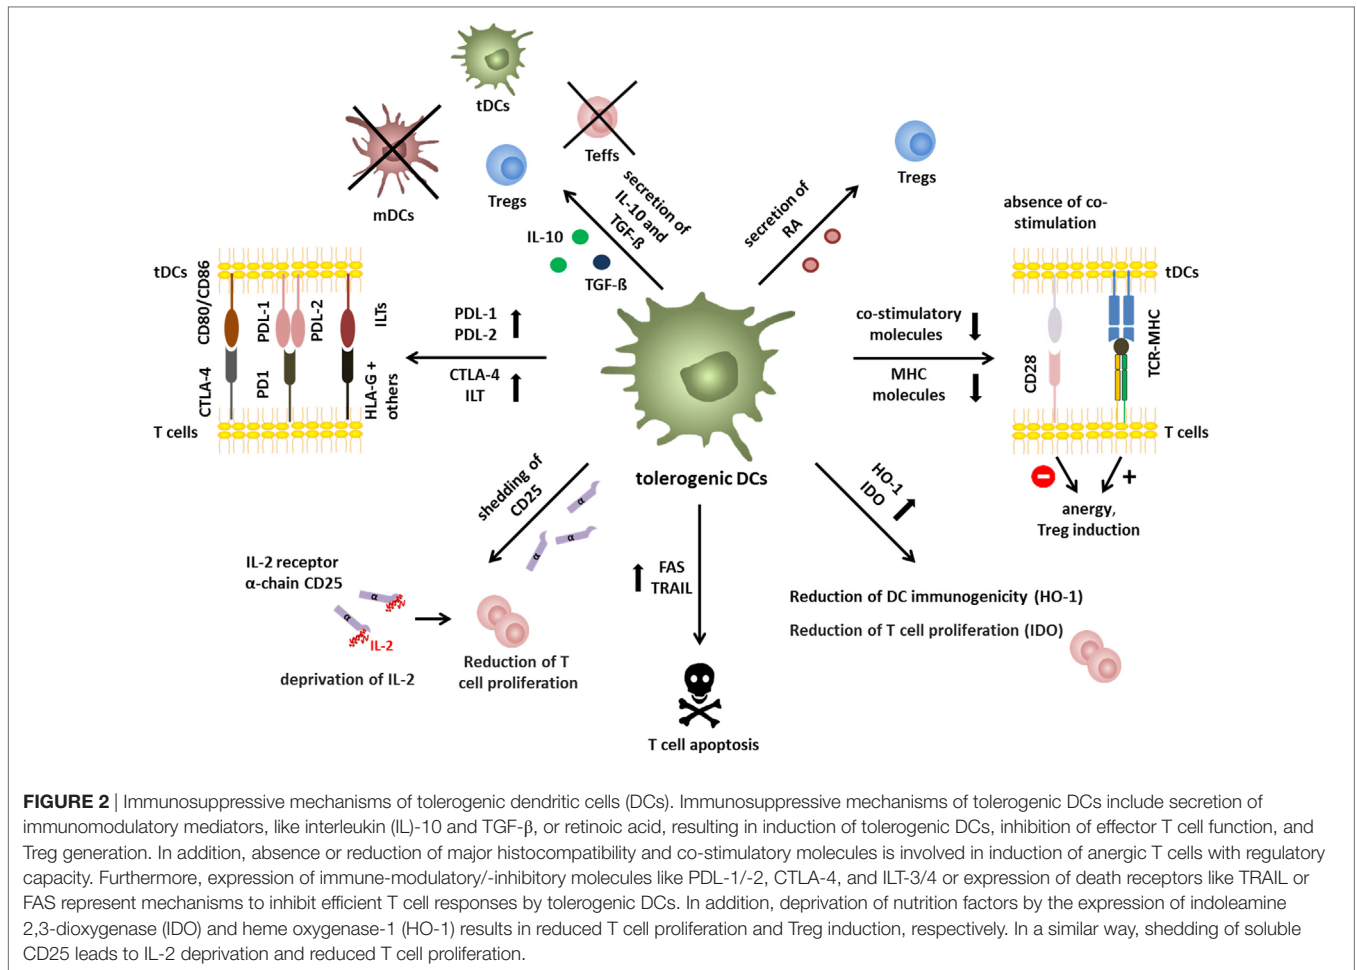 tDCs
Teffs
mDCs
Tregs
secretion of
IL-10 and
TGF-ß
IL-10
TGF-ß
secretion of
RA
Tregs
absence of co-
stimulation
tDCs
CD80/CD86
PDL-1
PDL-2
ILTs
CTLA-4
PD1
HLA-G +
others
T cells
PDL-1
PDL-2
CTLA-4
ILT
co-stimulatory
molecules
MHC
molecules
tDCs
CD28
TCR-MHC
T cells
+
anergy,
Treg induction
tolerogenic DCs
shedding of
CD25
α
α
α
IL-2 receptor
α-chain CD25
α
α
IL-2
deprivation of IL-2
Reduction of T
cell proliferation
FAS
TRAIL
T cell apoptosis
HO-1
IDO
Reduction of DC immunogenicity (HO-1)
Reduction of T cell proliferation (IDO)
FIGURE 2 | Immunosuppressive mechanisms of tolerogenic dendritic cells (DCs). Immunosuppressive mechanisms of tolerogenic DCs include secretion of
immunomodulatory mediators, like interleukin (IL)-10 and TGF-β, or retinoic acid, resulting in induction of tolerogenic DCs, inhibition of effector T cell function, and
Treg generation. In addition, absence or reduction of major histocompatibility and co-stimulatory molecules is involved in induction of anergic T cells with regulatory
capacity. Furthermore, expression of immune-modulatory/-inhibitory molecules like PDL-1/-2, CTLA-4, and ILT-3/4 or expression of death receptors like TRAIL or
FAS represent mechanisms to inhibit efficient T cell responses by tolerogenic DCs. In addition, deprivation of nutrition factors by the expression of indoleamine
2,3-dioxygenase (IDO) and heme oxygenase-1 (HO-1) results in reduced T cell proliferation and Treg induction, respectively. In a similar way, shedding of soluble
CD25 leads to IL-2 deprivation and reduced T cell proliferation.